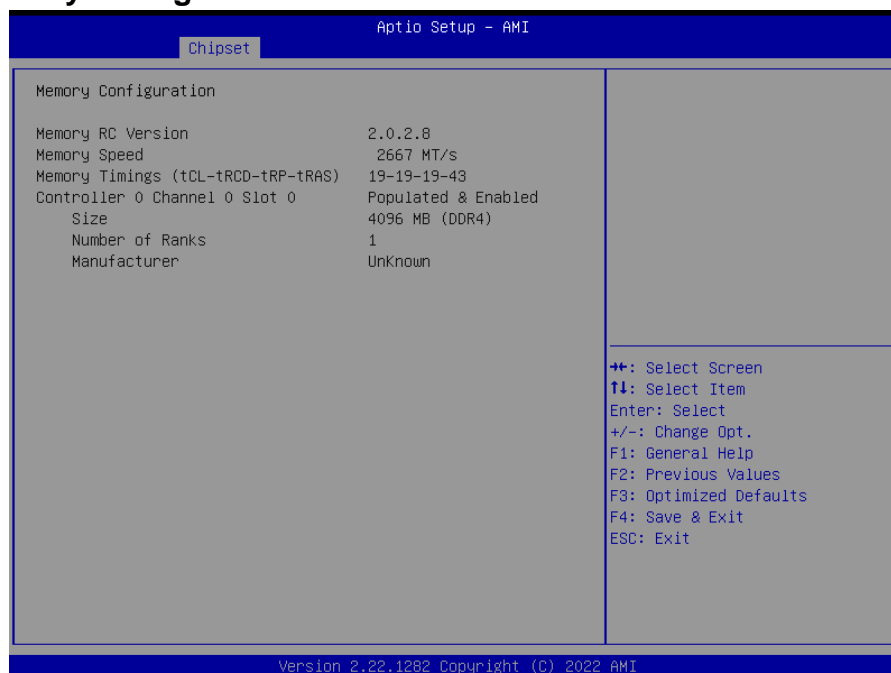 Aptio Setup – AMI
Chipset
Memory Configuration
Memory RC Version 2.0.2.8
Memory Speed 2667 MT/s
Memory Timings (tCL-tRCD-tRP-tRAS) 19-19-19-43
Controller 0 Channel 0 Slot 0 Populated & Enabled
Size 4096 MB (DDR4)
Number of Ranks 1
Manufacturer UnKnown
→←: Select Screen
↑↓: Select Item
Enter: Select
+/-: Change Opt.
F1: General Help
F2: Previous Values
F3: Optimized Defaults
F4: Save & Exit
ESC: Exit
Version 2.22.1282 Copyright (C) 2022 AMI